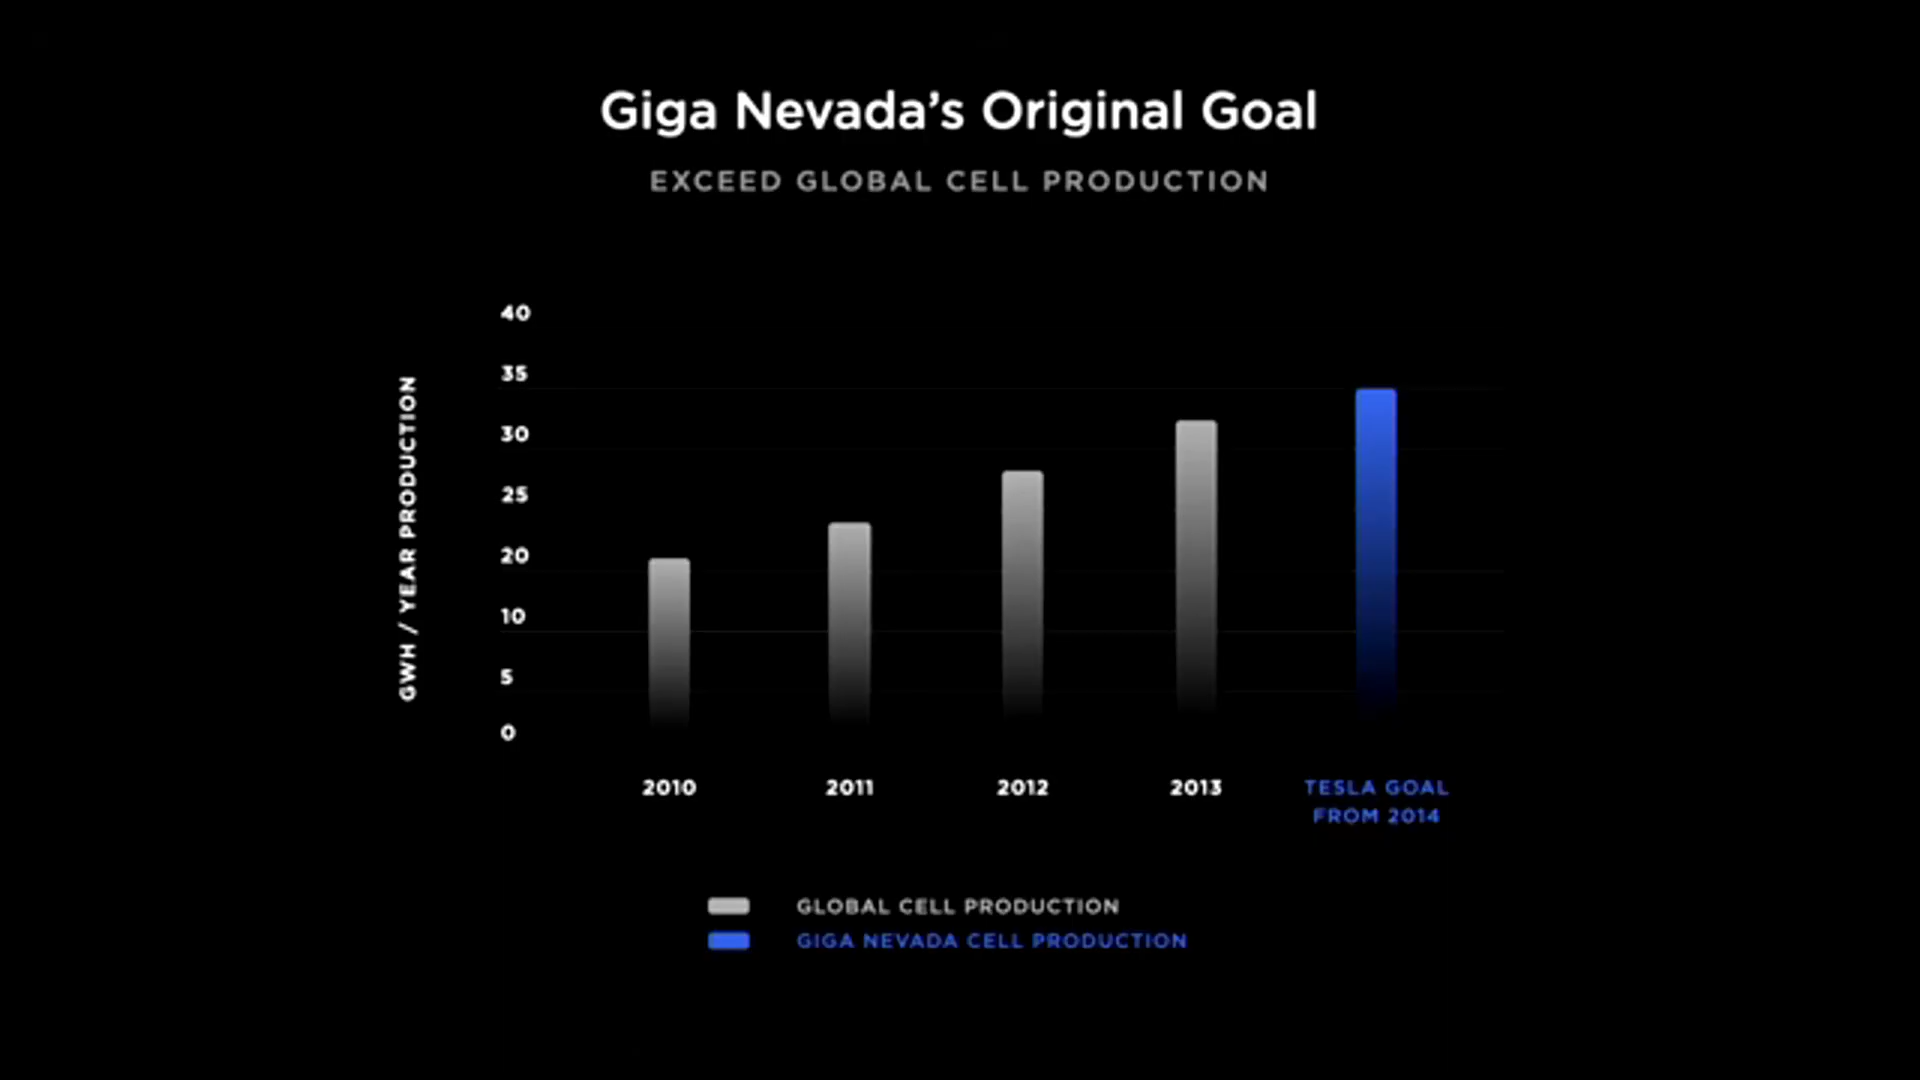 Giga Nevada's Original Goal
EXCEED GLOBAL CELL PRODUCTION
GWH / YEAR PRODUCTION
40
35
30
25
20
10
5
0
2010
2011
2012
2013
TESLA GOAL
FROM 2014
GLOBAL CELL PRODUCTION
GIGA NEVADA CELL PRODUCTION